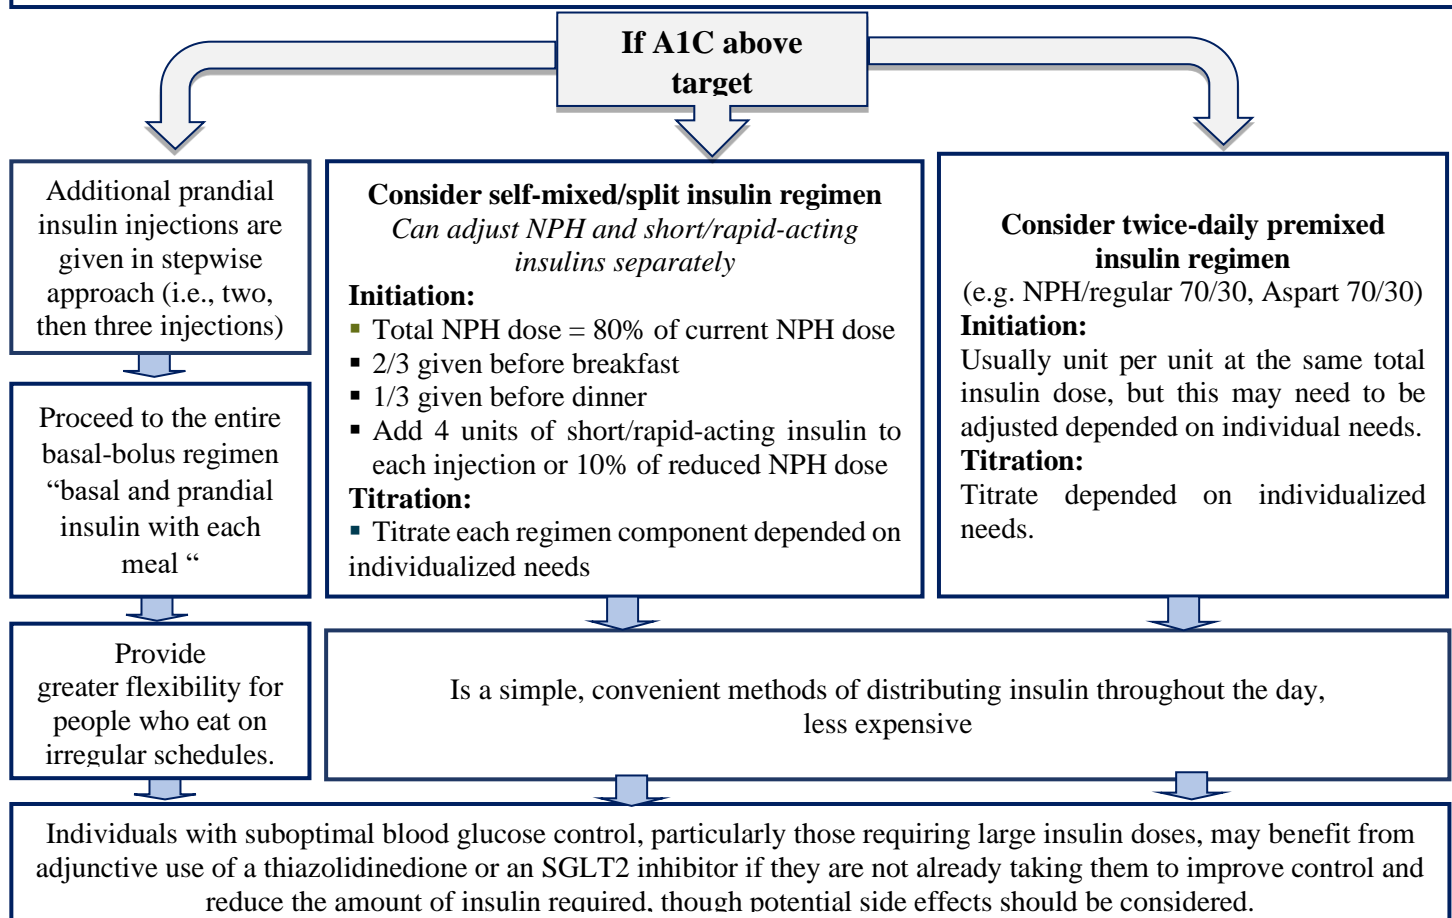 If A1C above
target
Additional prandial
insulin injections are
given in stepwise
approach (i.e., two,
then three injections)
Proceed to the entire
basal-bolus regimen
“basal and prandial
insulin with each
meal “
Provide
greater flexibility for
people who eat on
irregular schedules.
Consider self-mixed/split insulin regimen
Can adjust NPH and short/rapid-acting
insulins separately
Initiation:
▪ Total NPH dose = 80% of current NPH dose
▪ 2/3 given before breakfast
▪ 1/3 given before dinner
▪ Add 4 units of short/rapid-acting insulin to
each injection or 10% of reduced NPH dose
Titration:
▪ Titrate each regimen component depended on
individualized needs
Consider twice-daily premixed
insulin regimen
(e.g. NPH/regular 70/30, Aspart 70/30)
Initiation:
Usually unit per unit at the same total
insulin dose, but this may need to be
adjusted depended on individual needs.
Titration:
Titrate depended on individualized
needs.
Is a simple, convenient methods of distributing insulin throughout the day,
less expensive
Individuals with suboptimal blood glucose control, particularly those requiring large insulin doses, may benefit from
adjunctive use of a thiazolidinedione or an SGLT2 inhibitor if they are not already taking them to improve control and
reduce the amount of insulin required, though potential side effects should be considered.